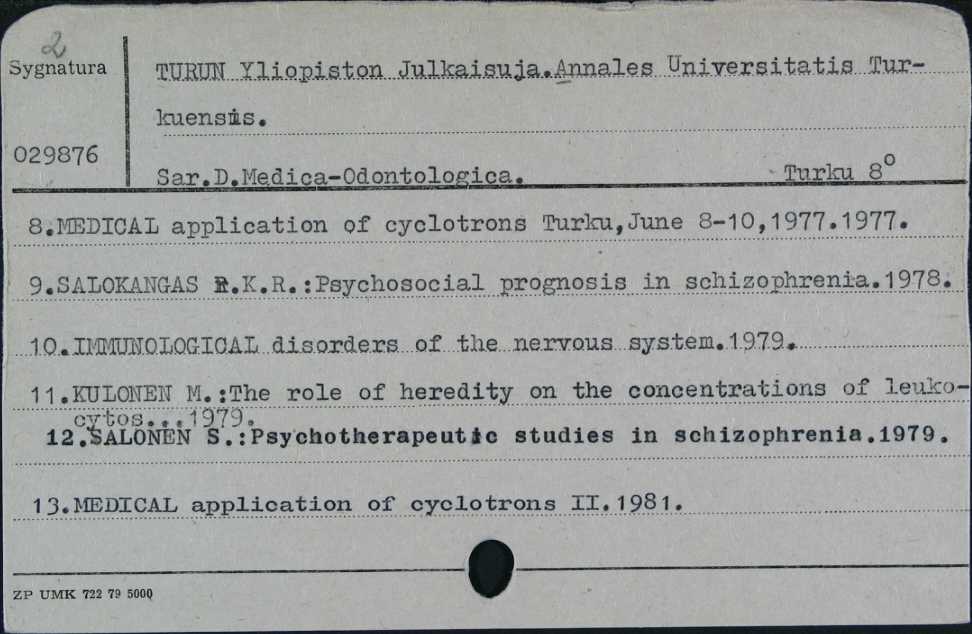 2
Sygnatura
TURUN Yliopiston Julkaisuja.Annales Universitatis Tur-
kuensis.
029876
Sar.D.Medica-Odontologica. Turku 8°
8.MEDICAL application of cyclotrons Turku,June 8-10,1977.1977.
9.SALOKANGAS R.K.R.:Psychosocial prognosis in schizophrenia.1978.
10.IMMUNOLOGICAL disorders of the nervous system.1979.
11.KULONEN M.:The role of heredity on the concentrations of leuko-
cytos...1979.
12.SALONEN S.:Psychotherapeutic studies in schizophrenia.1979.
13.MEDICAL application of cyclotrons II.1981.
ZP UMK 722 79 5000